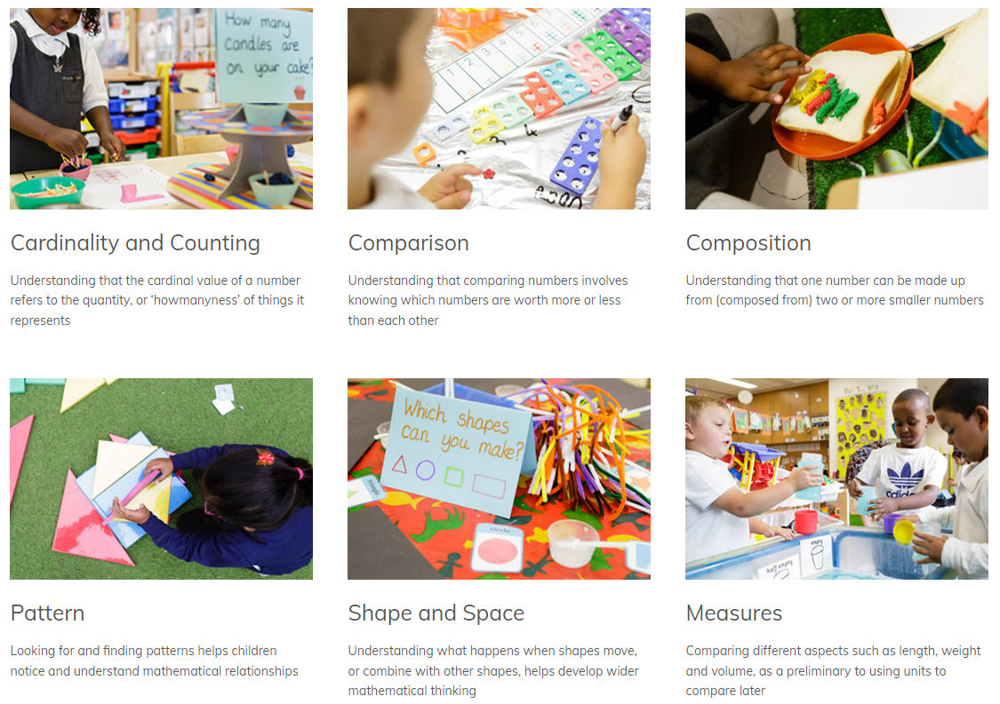 How many
candles are
on your cake?
1 2 3 4 5
Cardinality and Counting
Understanding that the cardinal value of a number
refers to the quantity, or ‘howmanyness’ of things it
represents
Comparison
Understanding that comparing numbers involves
knowing which numbers are worth more or less
than each other
Composition
Understanding that one number can be made up
from (composed from) two or more smaller numbers
Pattern
Looking for and finding patterns helps children
notice and understand mathematical relationships
Which shapes
can you make?
triangle
circle
Shape and Space
Understanding what happens when shapes move,
or combine with other shapes, helps develop wider
mathematical thinking
adidas
half empty
empty
Measures
Comparing different aspects such as length, weight
and volume, as a preliminary to using units to
compare later